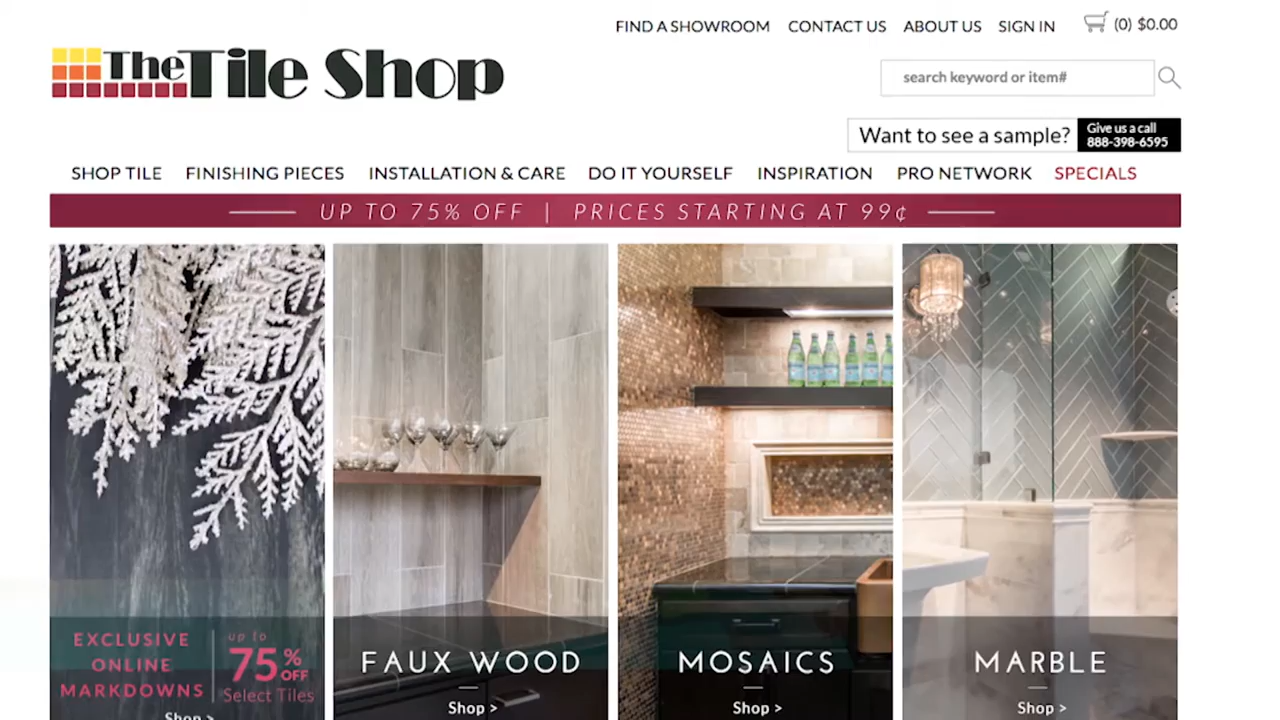 FIND A SHOWROOM CONTACT US ABOUT US SIGN IN (0) $0.00
The Tile Shop
search keyword or item#
Want to see a sample? Give us a call
888-398-6595
SHOP TILE FINISHING PIECES INSTALLATION & CARE DO IT YOURSELF INSPIRATION PRO NETWORK SPECIALS
UP TO 75% OFF | PRICES STARTING AT 99¢
EXCLUSIVE
ONLINE
MARKDOWNS
up to
75% OFF
Select Tiles
Shop >
FAUX WOOD
Shop >
MOSAICS
Shop >
MARBLE
Shop >